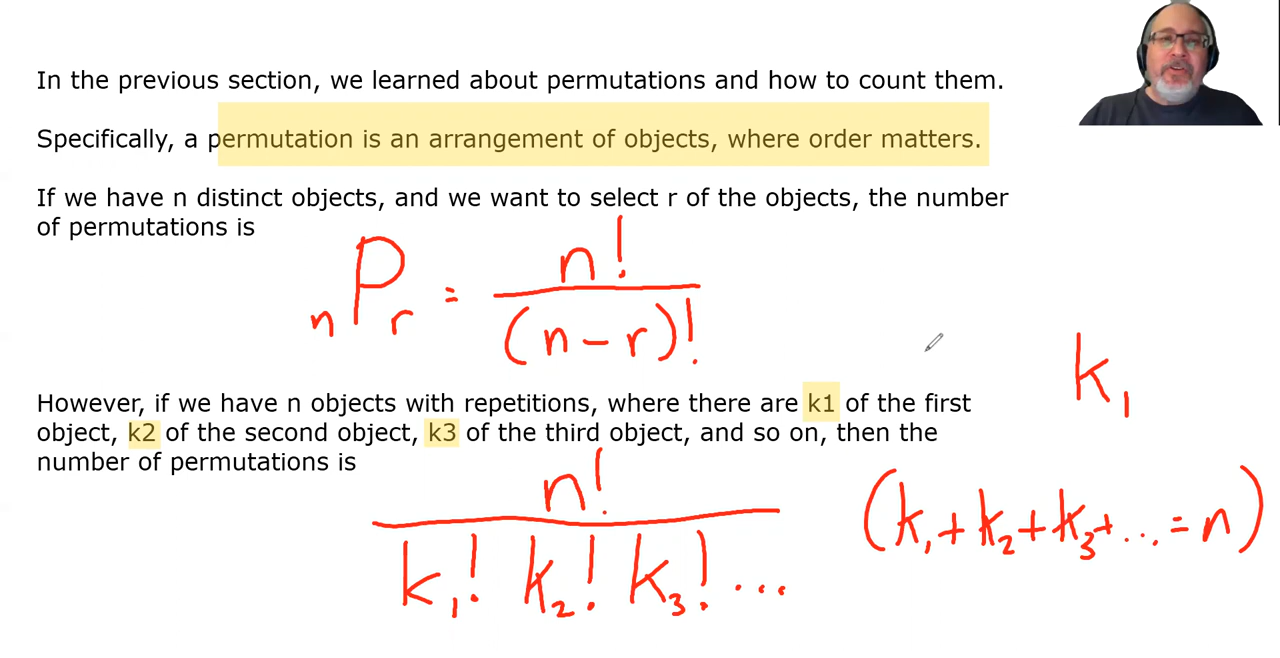 In the previous section, we learned about permutations and how to count them.
Specifically, a permutation is an arrangement of objects, where order matters.
If we have n distinct objects, and we want to select r of the objects, the number
of permutations is
nPr = n! / (n-r)!
However, if we have n objects with repetitions, where there are k1 of the first
object, k2 of the second object, k3 of the third object, and so on, then the
number of permutations is
k₁
n! / k₁! k₂! k₃! ...
(k₁+k₂+k₃+...=n)